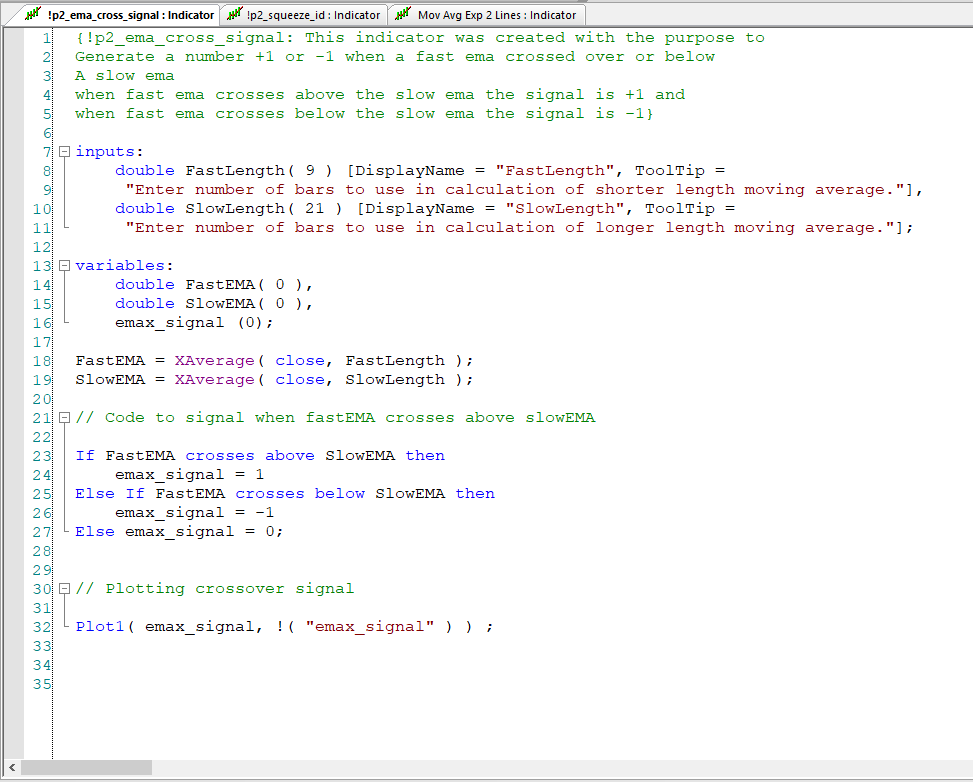 !p2_ema_cross_signal : Indicator !p2_squeeze_id : Indicator Mov Avg Exp 2 Lines : Indicator
1 {!p2_ema_cross_signal: This indicator was created with the purpose to
2 Generate a number +1 or -1 when a fast ema crossed over or below
3 A slow ema
4 when fast ema crosses above the slow ema the signal is +1 and
5 when fast ema crosses below the slow ema the signal is -1}
6
7 inputs:
8 double FastLength( 9 ) [DisplayName = "FastLength", ToolTip =
9 "Enter number of bars to use in calculation of shorter length moving average."],
10 double SlowLength( 21 ) [DisplayName = "SlowLength", ToolTip =
11 "Enter number of bars to use in calculation of longer length moving average."];
12
13 variables:
14 double FastEMA( 0 ),
15 double SlowEMA( 0 ),
16 emax_signal (0);
17
18 FastEMA = XAverage( close, FastLength );
19 SlowEMA = XAverage( close, SlowLength );
20
21 // Code to signal when fastEMA crosses above slowEMA
22
23 If FastEMA crosses above SlowEMA then
24 emax_signal = 1
25 Else If FastEMA crosses below SlowEMA then
26 emax_signal = -1
27 Else emax_signal = 0;
28
29
30 // Plotting crossover signal
31
32 Plot1( emax_signal, !( "emax_signal" ) ) ;
33
34
35